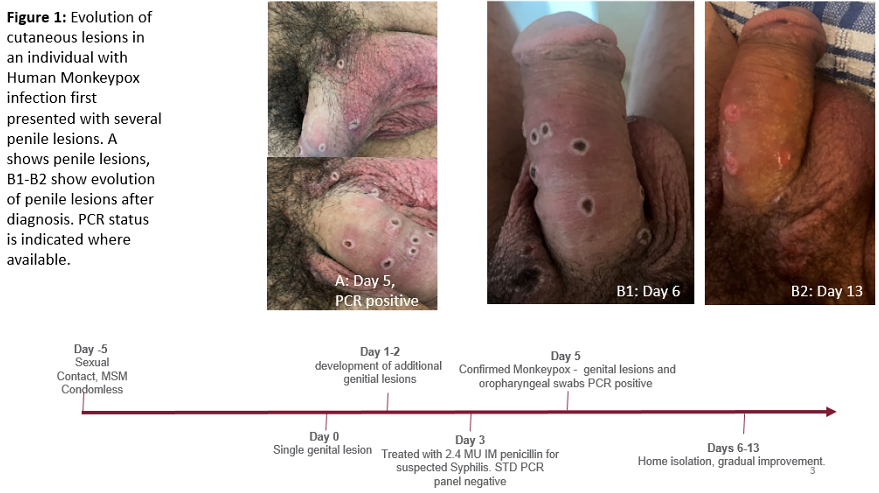 Figure 1: Evolution of
cutaneous lesions in
an individual with
Human Monkeypox
infection first
presented with several
penile lesions. A
shows penile lesions,
B1-B2 show evolution
of penile lesions after
diagnosis. PCR status
is indicated where
available.
A: Day 5,
PCR positive
B1: Day 6
B2: Day 13
Day -5
Sexual
Contact, MSM
Condomless
Day 0
Single genital lesion
Day 1-2
development of additional
genitial lesions
Day 3
Treated with 2.4 MU IM penicillin for
suspected Syphilis. STD PCR
panel negative
Day 5
Confirmed Monkeypox - genital lesions and
oropharyngeal swabs PCR positive
Days 6-13
Home isolation, gradual improvement.
3